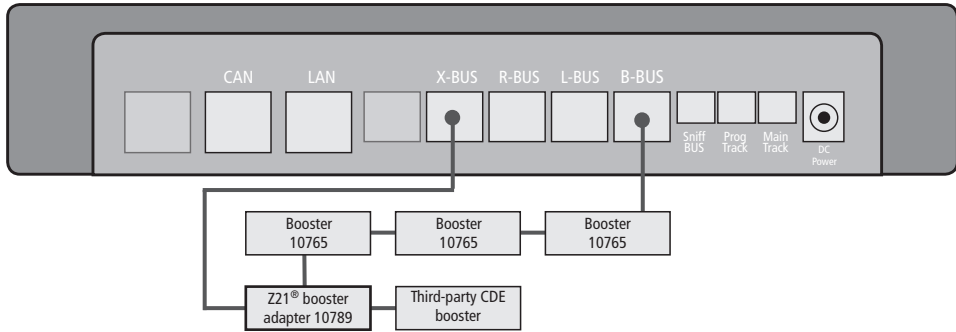 CAN
LAN
X-BUS
R-BUS
L-BUS
B-BUS
Sniff
BUS
Prog
Track
Main
Track
DC
Power
Booster
10765
Booster
10765
Booster
10765
Z21® booster
adapter 10789
Third-party CDE
booster